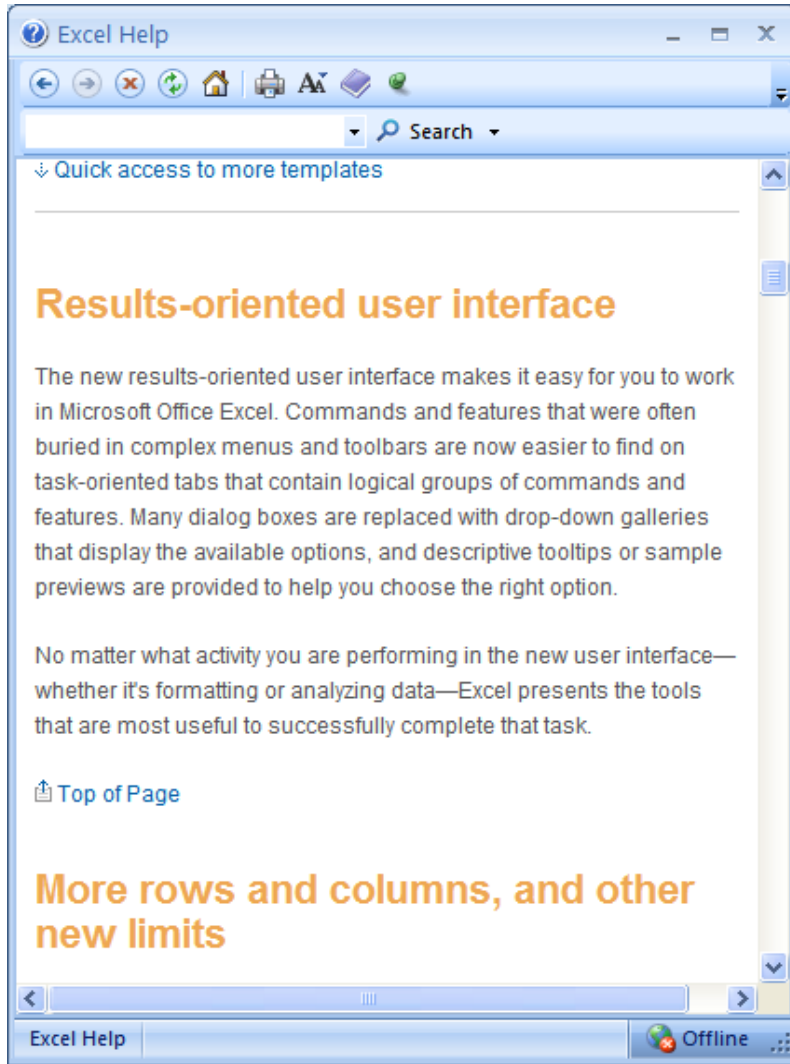 Excel Help
Search
Quick access to more templates
Results-oriented user interface
The new results-oriented user interface makes it easy for you to work
in Microsoft Office Excel. Commands and features that were often
buried in complex menus and toolbars are now easier to find on
task-oriented tabs that contain logical groups of commands and
features. Many dialog boxes are replaced with drop-down galleries
that display the available options, and descriptive tooltips or sample
previews are provided to help you choose the right option.
No matter what activity you are performing in the new user interface—
whether it's formatting or analyzing data—Excel presents the tools
that are most useful to successfully complete that task.
Top of Page
More rows and columns, and other
new limits
Excel Help
Offline